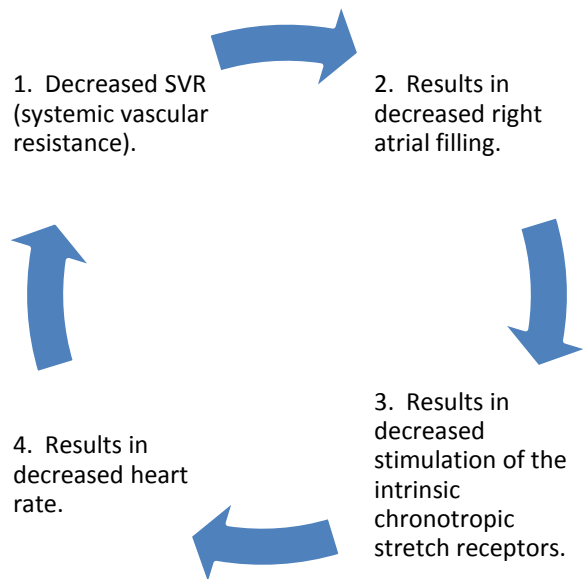 1.  Decreased SVR
(systemic vascular
resistance).
2.  Results in
decreased right
atrial filling.
3.  Results in
decreased
stimulation of the
intrinsic
chronotropic
stretch receptors.
4.  Results in
decreased heart
rate.